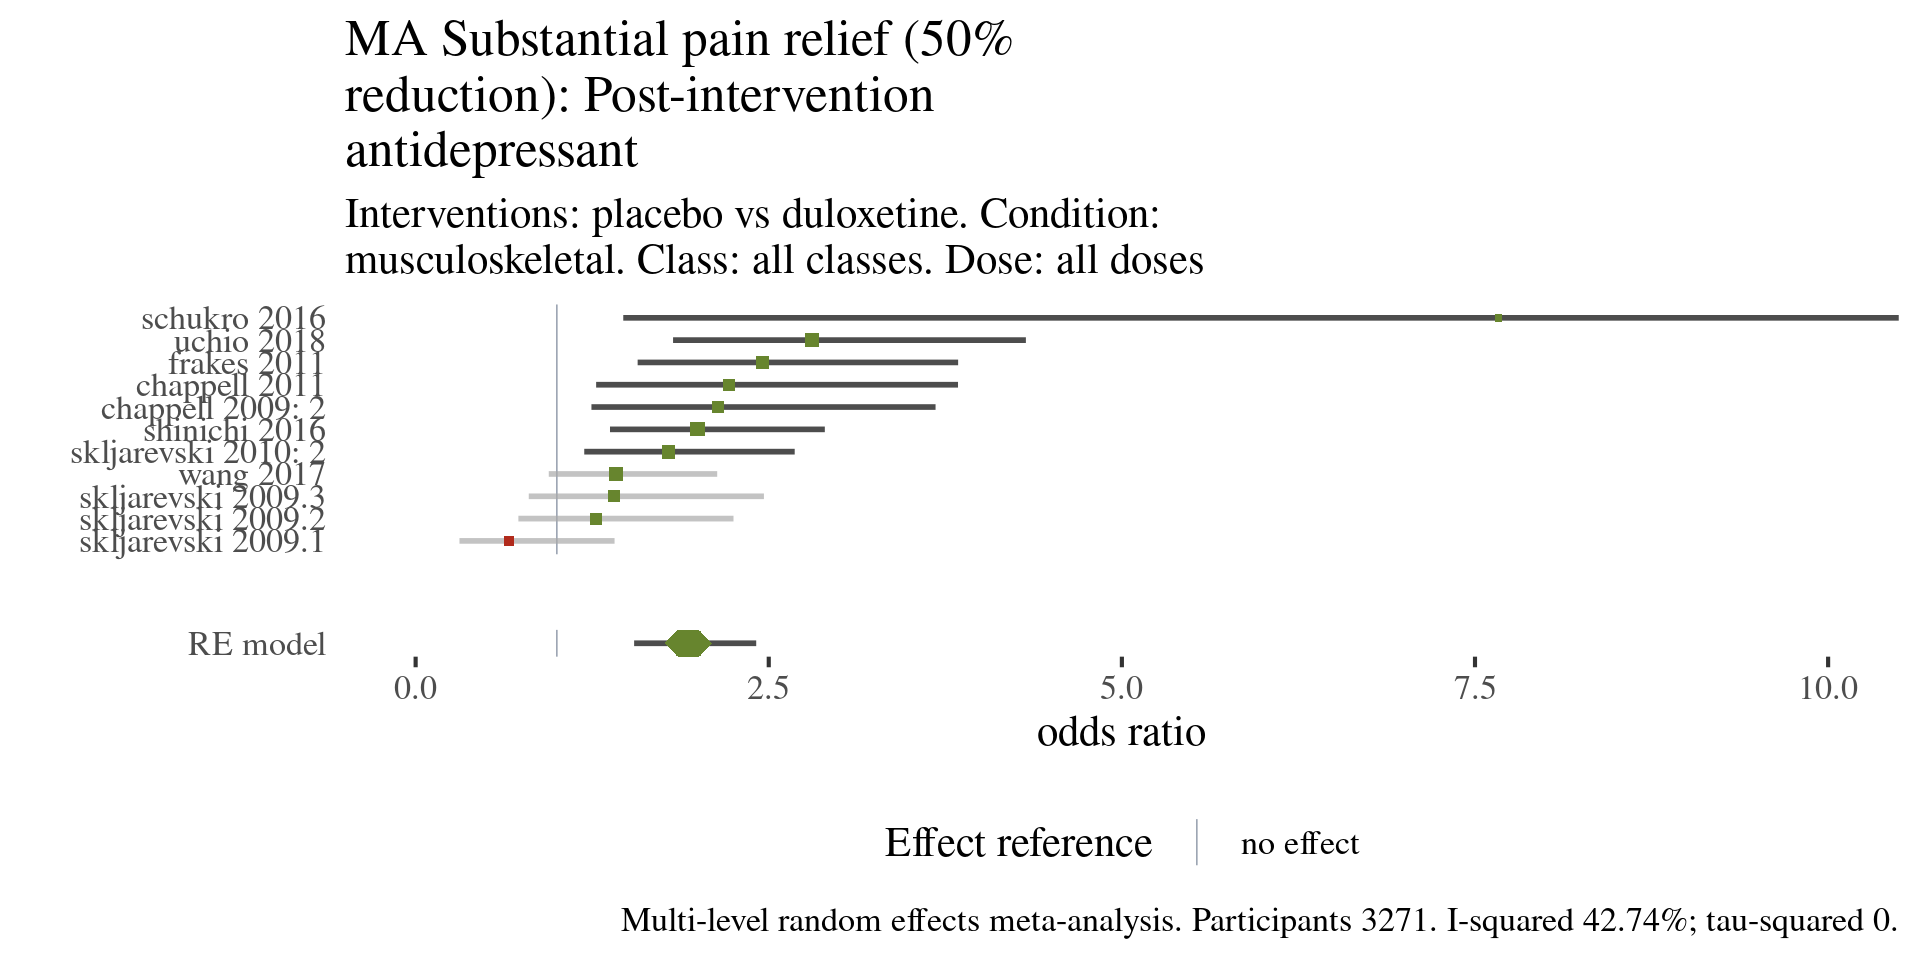 MA Substantial pain relief (50%
reduction): Post-intervention
antidepressant
Interventions: placebo vs duloxetine. Condition:
musculoskeletal. Class: all classes. Dose: all doses
schukro 2016
uchio 2018
frakes 2011
chappell 2011
chappell 2009: 2
shinichi 2016
skljarevski 2010: 2
wang 2017
skljarevski 2009.3
skljarevski 2009.2
skljarevski 2009.1
RE model
0.0 2.5 5.0 7.5 10.0
odds ratio
Effect reference no effect
Multi-level random effects meta-analysis. Participants 3271. I-squared 42.74%; tau-squared 0.